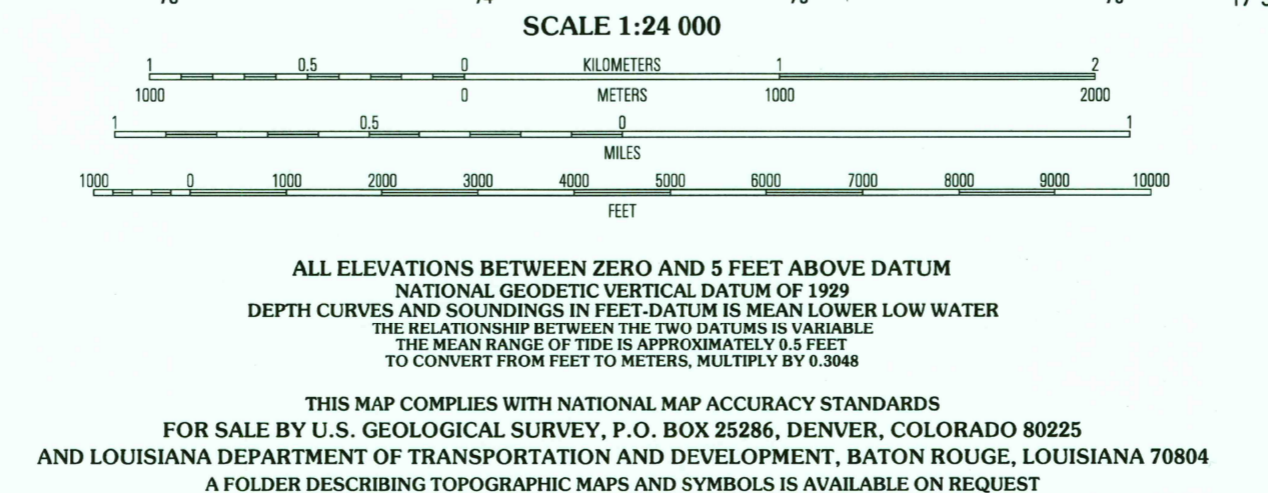 SCALE 1:24 000
1 0.5 0 KILOMETERS 1 2
1000 0 METERS 1000 2000
1 0.5 0 1
MILES
1000 0 1000 2000 3000 4000 5000 6000 7000 8000 9000 10000
FEET
ALL ELEVATIONS BETWEEN ZERO AND 5 FEET ABOVE DATUM
NATIONAL GEODETIC VERTICAL DATUM OF 1929
DEPTH CURVES AND SOUNDINGS IN FEET-DATUM IS MEAN LOWER LOW WATER
THE RELATIONSHIP BETWEEN THE TWO DATUMS IS VARIABLE
THE MEAN RANGE OF TIDE IS APPROXIMATELY 0.5 FEET
TO CONVERT FROM FEET TO METERS, MULTIPLY BY 0.3048
THIS MAP COMPLIES WITH NATIONAL MAP ACCURACY STANDARDS
FOR SALE BY U.S. GEOLOGICAL SURVEY, P.O. BOX 25286, DENVER, COLORADO 80225
AND LOUISIANA DEPARTMENT OF TRANSPORTATION AND DEVELOPMENT, BATON ROUGE, LOUISIANA 70804
A FOLDER DESCRIBING TOPOGRAPHIC MAPS AND SYMBOLS IS AVAILABLE ON REQUEST